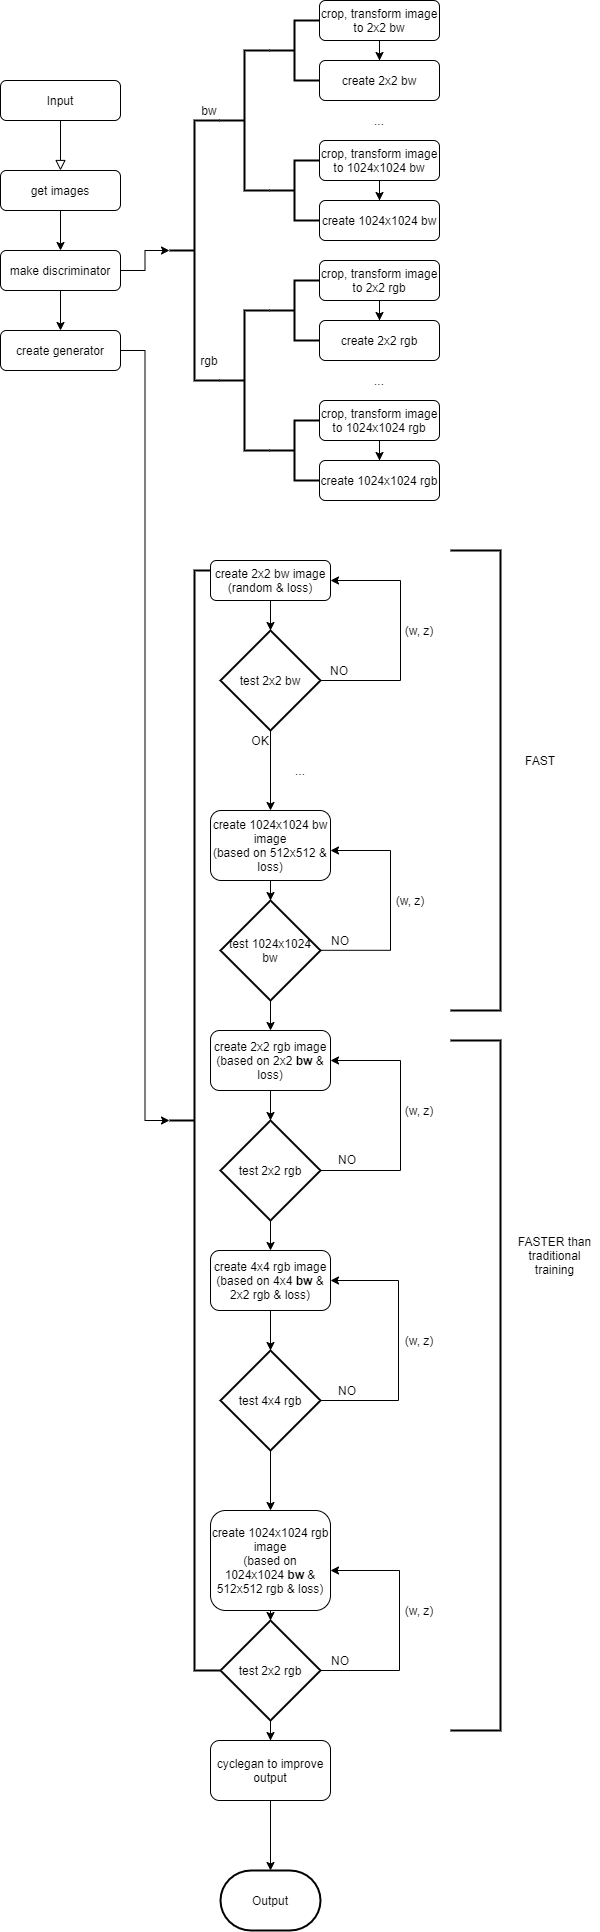 crop, transform image
to 2x2 bw
create 2x2 bw
...
bw
Input
crop, transform image
to 1024x1024 bw
create 1024x1024 bw
get images
make discriminator
create generator
crop, transform image
to 2x2 rgb
create 2x2 rgb
rgb
...
crop, transform image
to 1024x1024 rgb
create 1024x1024 rgb
create 2x2 bw image
(random & loss)
(w, z)
test 2x2 bw
NO
OK
...
FAST
create 1024x1024 bw
image
(based on 512x512 &
loss)
(w, z)
test 1024x1024
bw
NO
create 2x2 rgb image
(based on 2x2 bw &
loss)
(w, z)
test 2x2 rgb
NO
FASTER than
traditional
training
create 4x4 rgb image
(based on 4x4 bw &
2x2 rgb & loss)
(w, z)
test 4x4 rgb
NO
create 1024x1024 rgb
image
(based on
1024x1024 bw &
512x512 rgb & loss)
(w, z)
test 2x2 rgb
NO
cyclegan to improve
output
Output